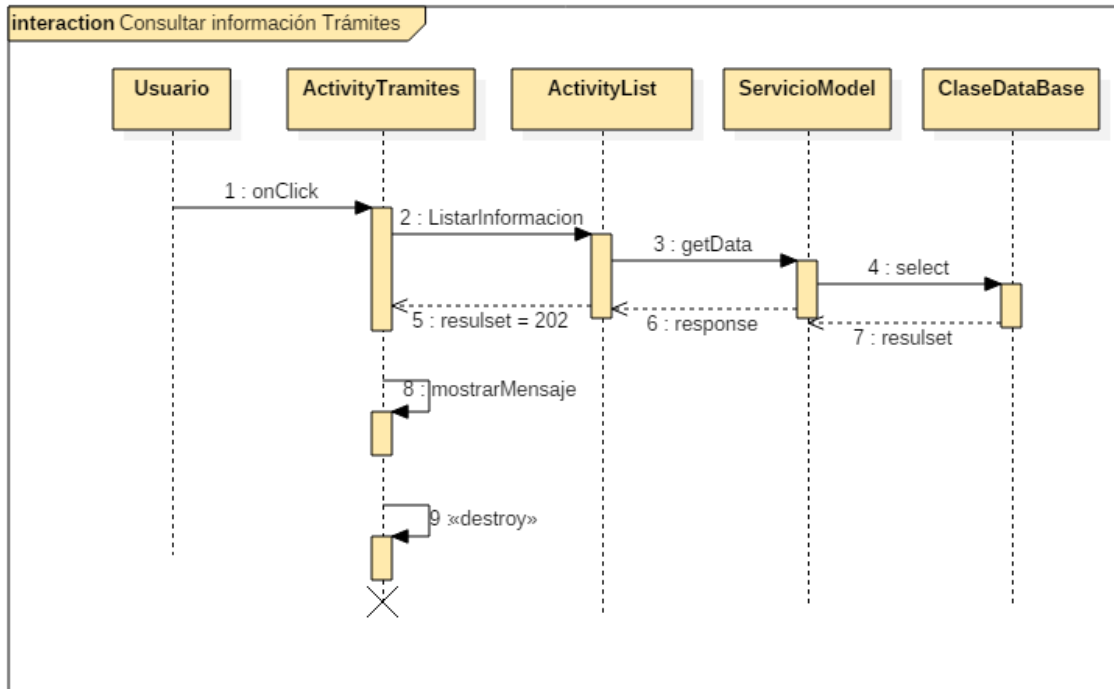 interaction Consultar información Trámites
Usuario
ActivityTramites
ActivityList
ServicioModel
ClaseDataBase
1 : onClick
2 : ListarInformacion
3 : getData
4 : select
5 : resulset = 202
6 : response
7 : resulset
8 : mostrarMensaje
9 : «destroy»